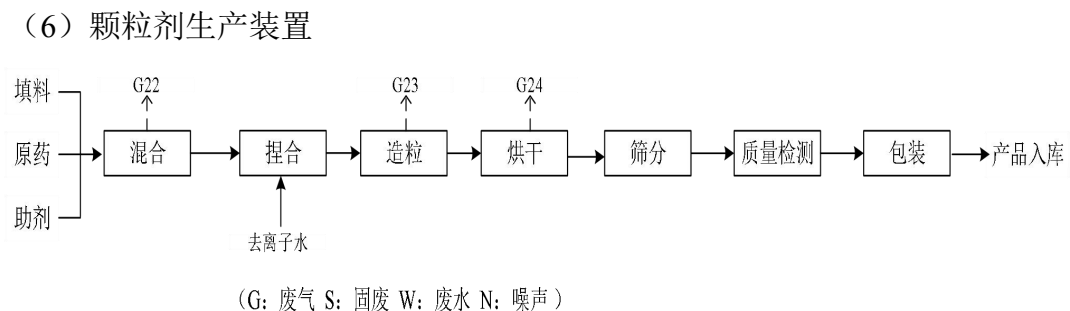 （6）颗粒剂生产装置
填料
原药
助剂
G22
G23
G24
混合
捏合
造粒
烘干
筛分
质量检测
包装
产品入库
去离子水
（G: 废气 S: 固废 W: 废水 N: 噪声）